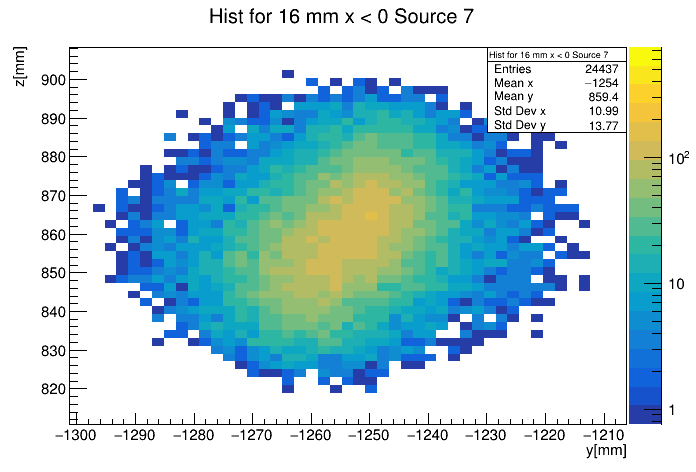 Hist for 16 mm x < 0 Source 7
z[mm]
Hist for 16 mm x < 0 Source 7
Entries 24437
Mean x −1254
Mean y 859.4
Std Dev x 10.99
Std Dev y 13.77
900
890
880
870
860
850
840
830
820
10²
10
1
−1300 −1290 −1280 −1270 −1260 −1250 −1240 −1230 −1220 −1210
y[mm]